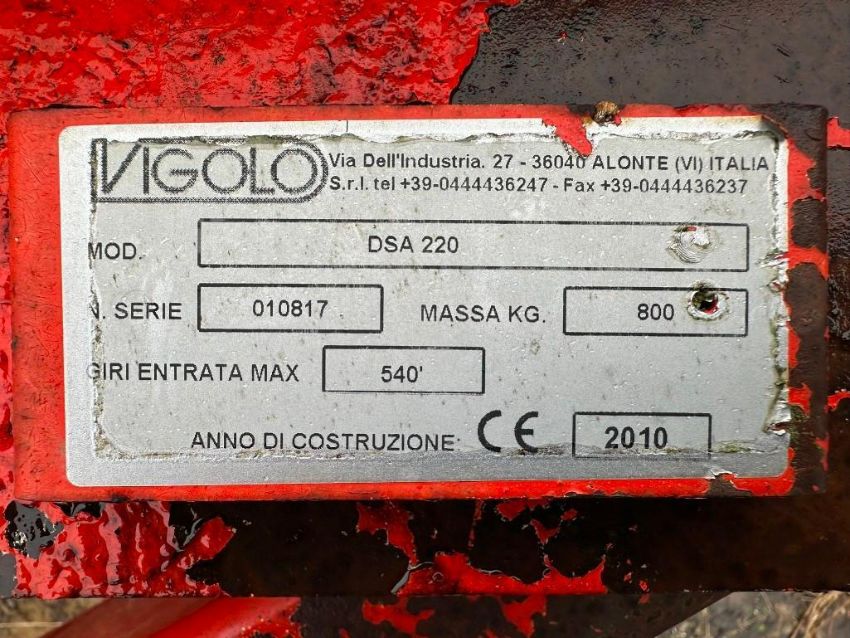 VIGOLO
Via Dell'Industria. 27 - 36040 ALONTE (VI) ITALIA
S.r.l. tel +39-0444436247 - Fax +39-0444436237
MOD. DSA 220
N. SERIE 010817 MASSA KG. 800
GIRI ENTRATA MAX 540'
ANNO DI COSTRUZIONE CE 2010